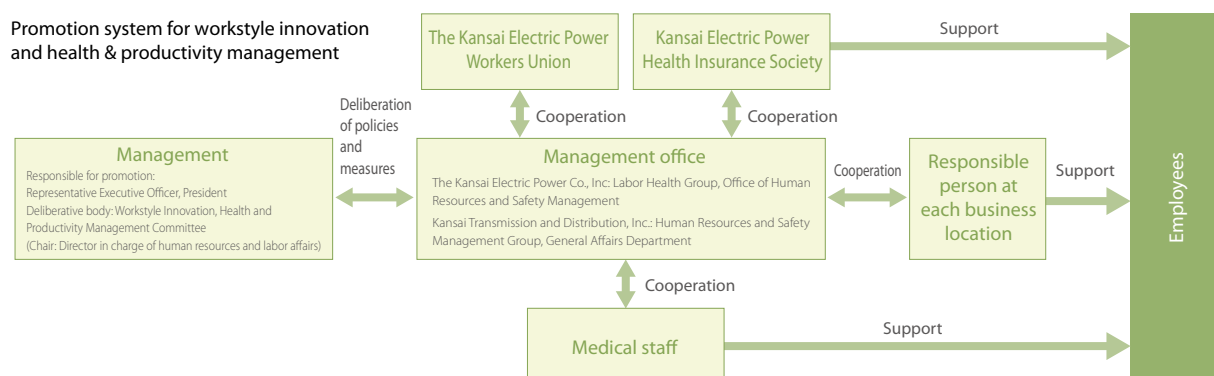 Promotion system for workstyle innovation
and health & productivity management
The Kansai Electric Power
Workers Union
Kansai Electric Power
Health Insurance Society
Support
Cooperation
Cooperation
Deliberation
of policies
and
measures
Management
Responsible for promotion:
Representative Executive Officer, President
Deliberative body: Workstyle Innovation, Health and
Productivity Management Committee
(Chair: Director in charge of human resources and labor affairs)
Management office
The Kansai Electric Power Co., Inc: Labor Health Group, Office of Human
Resources and Safety Management
Kansai Transmission and Distribution, Inc.: Human Resources and Safety
Management Group, General Affairs Department
Cooperation
Responsible
person at
each business
location
Support
Employees
Cooperation
Medical staff
Support